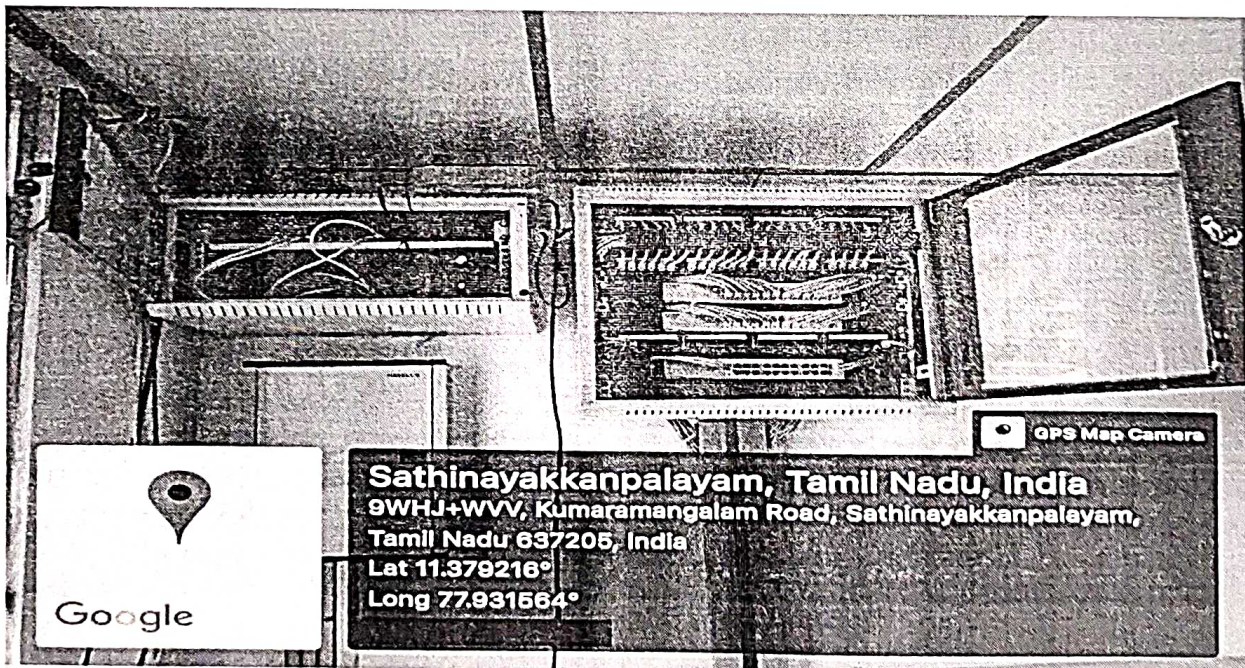 HAVELLS
GPS Map Camera
Sathinayakkanpalayam, Tamil Nadu, India
9WHJ+WVV, Kumaramangalam Road, Sathinayakkanpalayam,
Tamil Nadu 637205, India
Lat 11.379216°
Long 77.931564°
Google